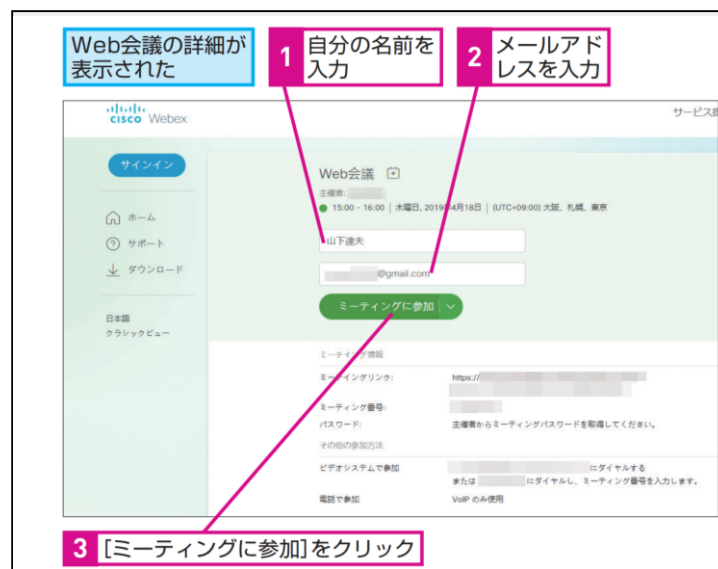 Web会議の詳細が
表示された
1 自分の名前を
入力
2 メールアド
レスを入力
CISCO Webex
サービス
サインイン
ホーム
サポート
ダウンロード
日本語
クラシックビュー
Web会議
主催者:
15:00 - 16:00 | 木曜日, 2019年4月18日 | (UTC+09:00) 大阪、札幌、東京
山下達夫
@gmail.com
ミーティングに参加
ミーティング情報
ミーティングリンク: https://
ミーティング番号:
パスワード: 主催者からミーティングパスワードを取得してください。
その他の参加方法
ビデオシステムで参加 にダイヤルする
または にダイヤルし、ミーティング番号を入力します。
電話で参加 VoIP のみ使用
3 [ミーティングに参加]をクリック